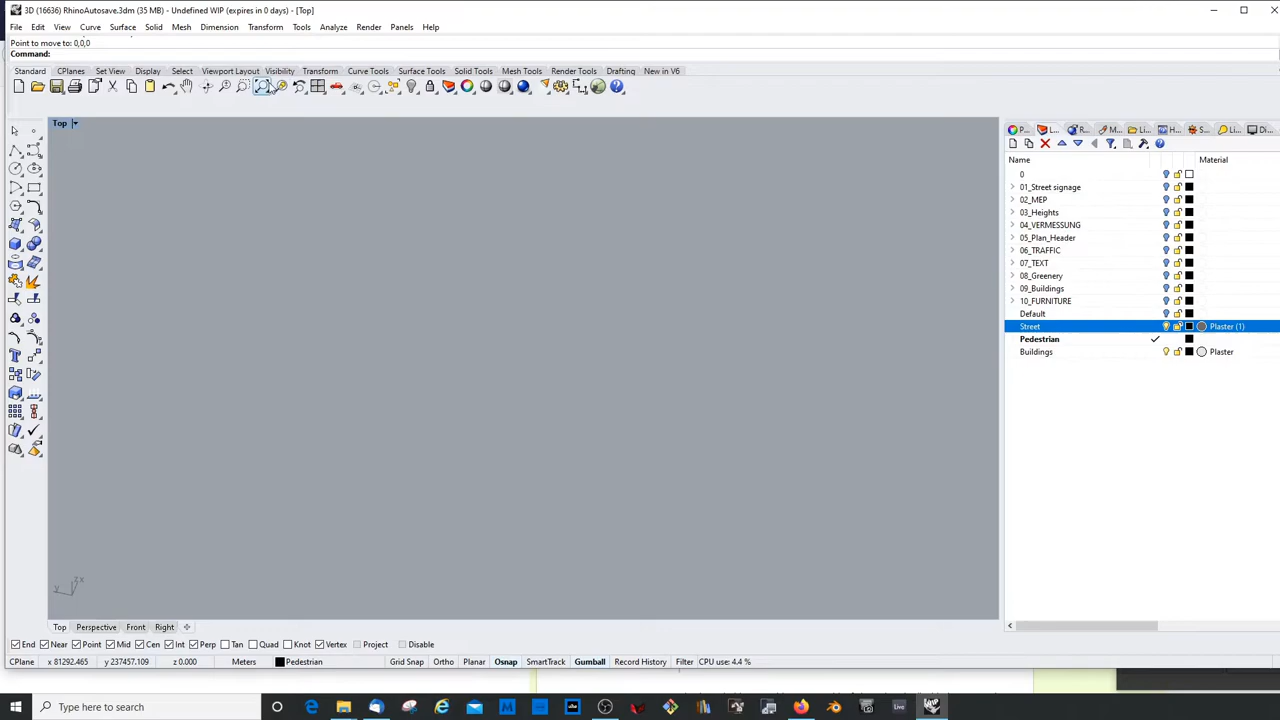 3D (16636) RhinoAutosave.3dm (35 MB) - Undefined WIP (expires in 0 days) - [Top]
File Edit View Curve Surface Solid Mesh Dimension Transform Tools Analyze Render Panels Help
Point to move to: 0,0,0
Command:
Standard CPlanes Set View Display Select Viewport Layout Visibility Transform Curve Tools Surface Tools Solid Tools Mesh Tools Render Tools Drafting New in V6
Top
P... L... R... M... Li... H... S... Li... Di...
Name Material
0
01_Street signage
02_MEP
03_Heights
04_VERMESSUNG
05_Plan_Header
06_TRAFFIC
07_TEXT
08_Greenery
09_Buildings
10_FURNITURE
Default
Street Plaster (1)
Pedestrian
Buildings Plaster
y z x
Top Perspective Front Right
End Near Point Mid Cen Int Perp Tan Quad Knot Vertex Project Disable
CPlane x 81292.465 y 237457.109 z 0.000 Meters Pedestrian Grid Snap Ortho Planar Osnap SmartTrack Gumball Record History Filter CPU use: 4.4 %
Type here to search
Live